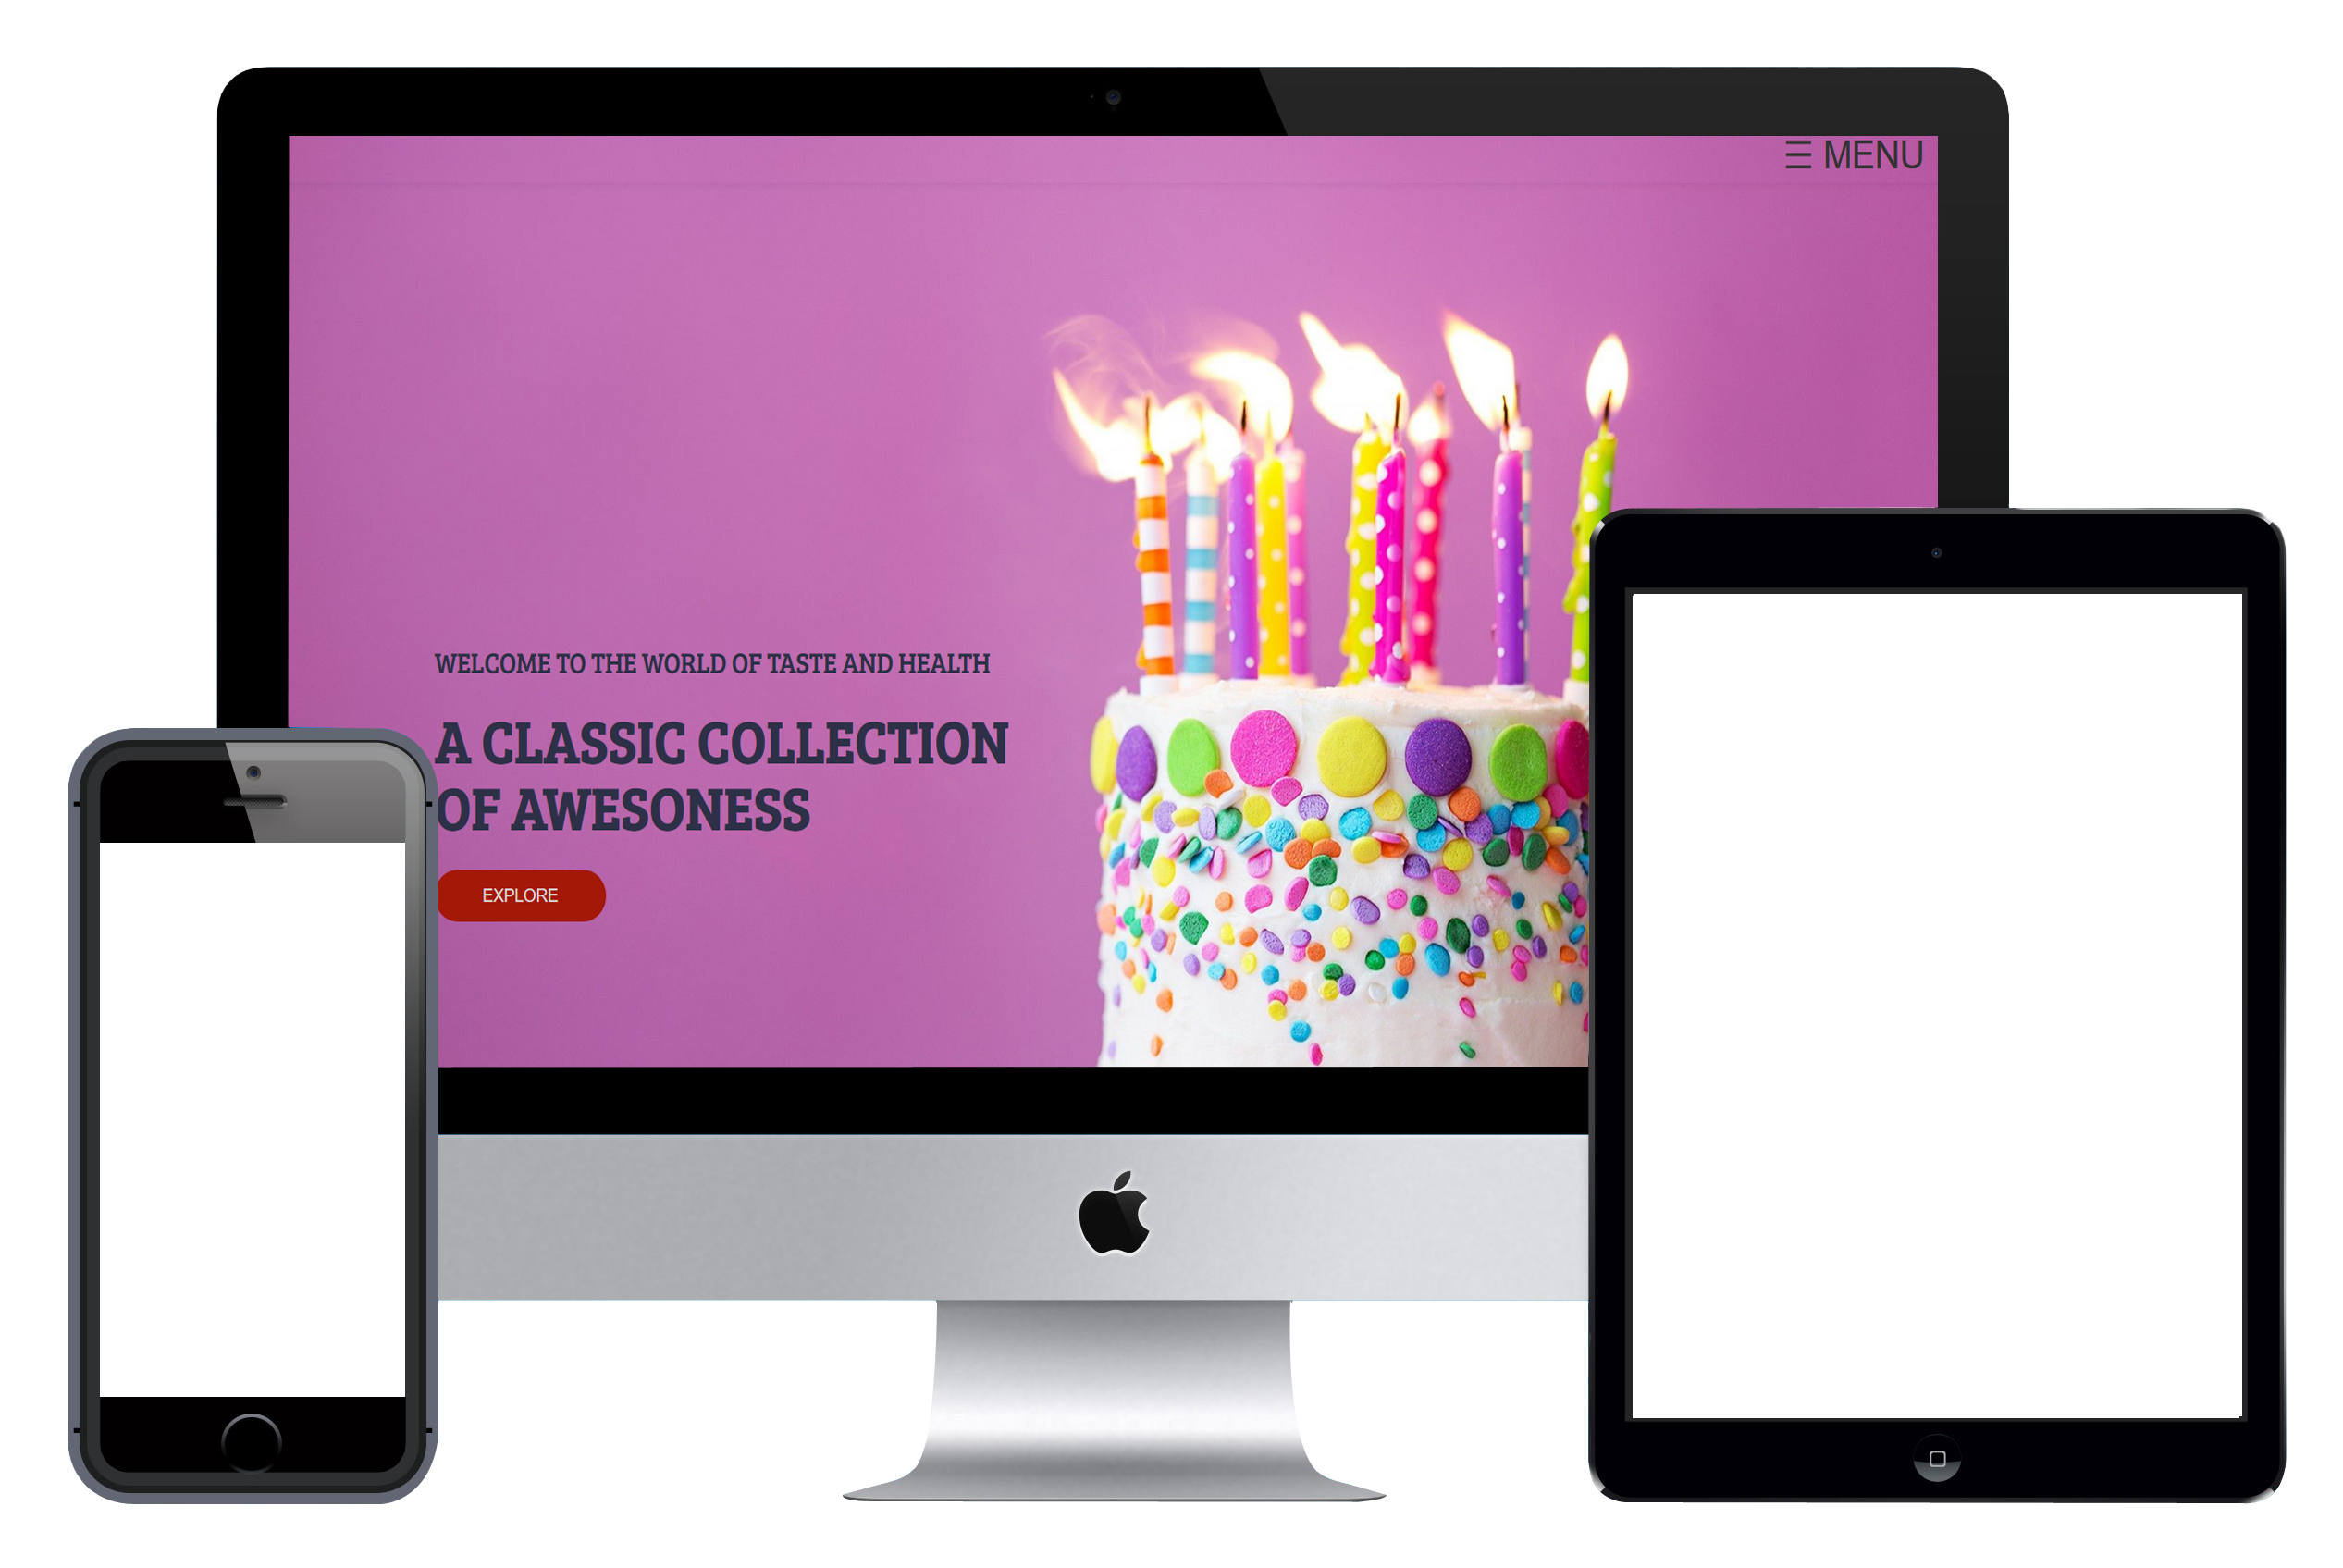 ☰ MENU
WELCOME TO THE WORLD OF TASTE AND HEALTH
A CLASSIC COLLECTION
OF AWESONESS
EXPLORE